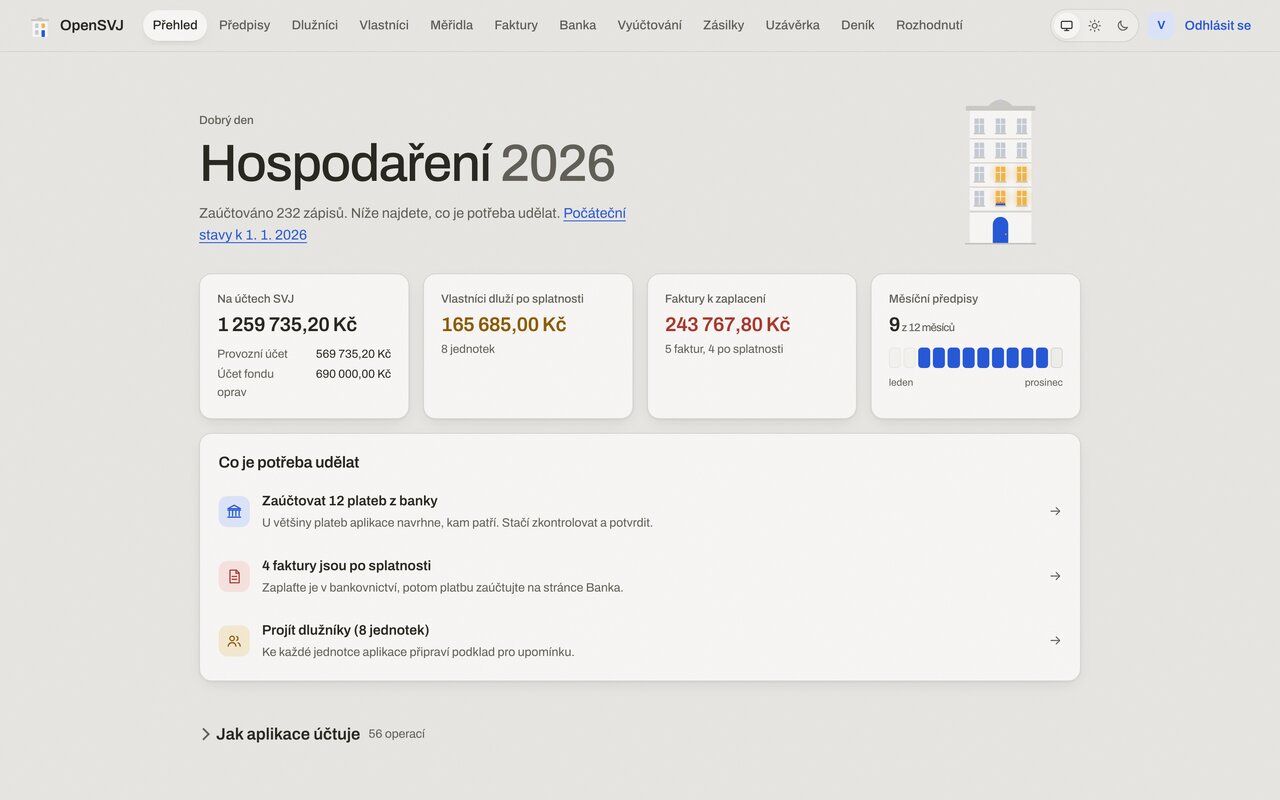 OpenSVJ
Přehled Předpisy Dlužníci Vlastníci Měřidla Faktury Banka Vyúčtování Zásilky Uzávěrka Deník Rozhodnutí
V Odhlásit se
Dobrý den
Hospodaření 2026
Zaúčtováno 232 zápisů. Níže najdete, co je potřeba udělat. Počáteční
stavy k 1. 1. 2026
Na účtech SVJ
1 259 735,20 Kč
Provozní účet 569 735,20 Kč
Účet fondu 690 000,00 Kč
oprav
Vlastníci dluží po splatnosti
165 685,00 Kč
8 jednotek
Faktury k zaplacení
243 767,80 Kč
5 faktur, 4 po splatnosti
Měsíční předpisy
9 z 12 měsíců
leden prosinec
Co je potřeba udělat
Zaúčtovat 12 plateb z banky
U většiny plateb aplikace navrhne, kam patří. Stačí zkontrolovat a potvrdit.
4 faktury jsou po splatnosti
Zaplaťte je v bankovnictví, potom platbu zaúčtujte na stránce Banka.
Projít dlužníky (8 jednotek)
Ke každé jednotce aplikace připraví podklad pro upomínku.
Jak aplikace účtuje 56 operací